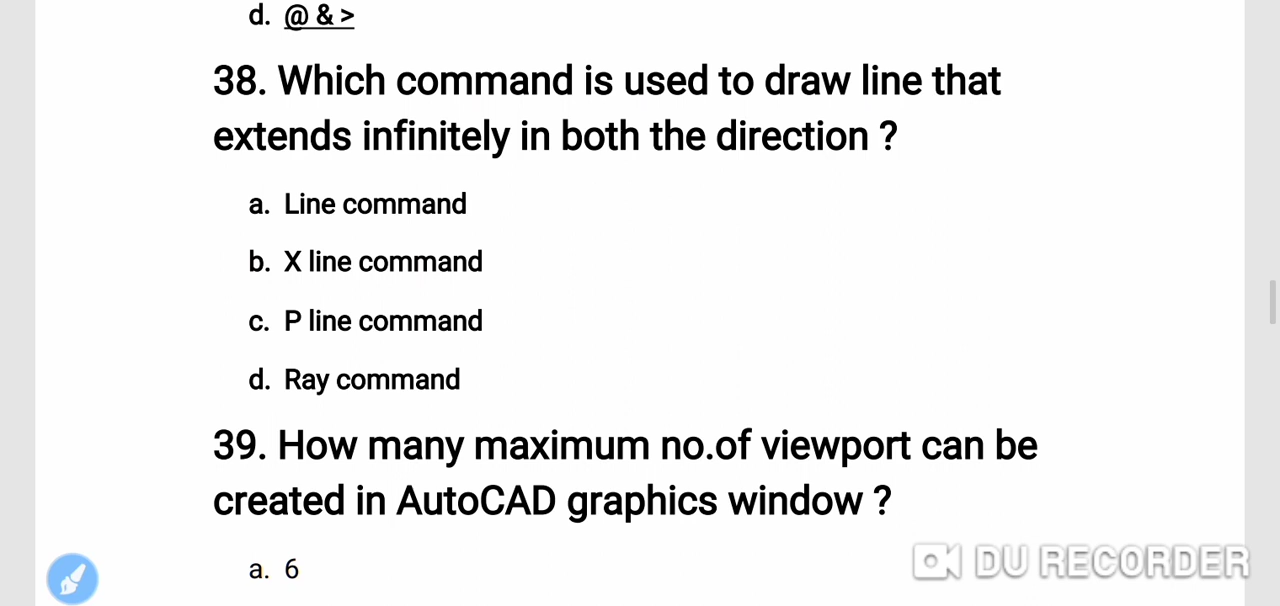 d. @ & >
38. Which command is used to draw line that
extends infinitely in both the direction ?
a. Line command
b. X line command
c. P line command
d. Ray command
39. How many maximum no.of viewport can be
created in AutoCAD graphics window ?
a. 6
DU RECORDER